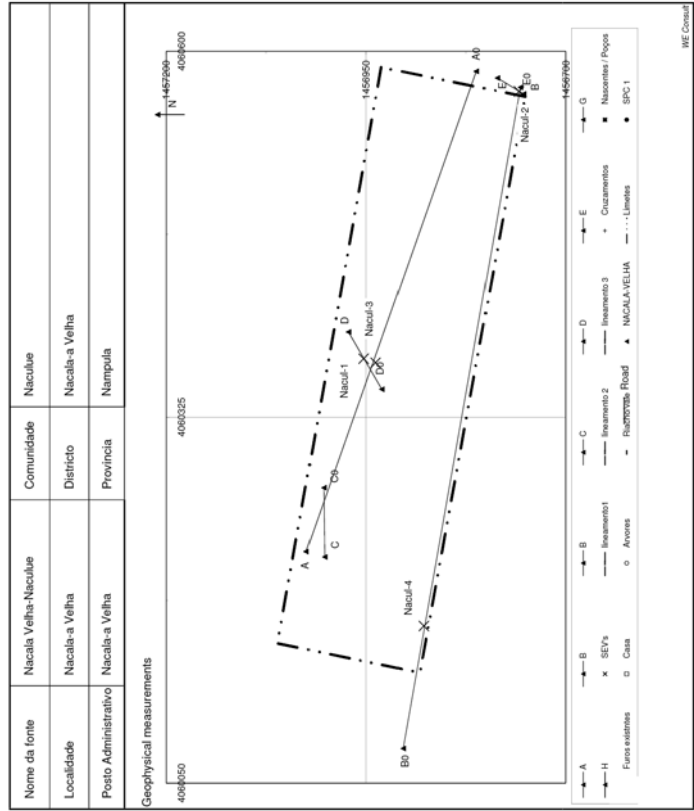 Nome da fonte Nacala Velha-Naculue Comunidade Naculue
Localidade Nacala-a Velha Districto Nacala-a Velha
Posto Administrativo Nacala-a Velha Provincia Nampula
Geophysical measurements
4060050 4060325 4060600
1457200
N
1456950
1456700
A
A0
B0
B
C
C0
D
D0
E
E0
Nacul-1
Nacul-2
Nacul-3
Nacul-4
A B B C D E G
H SEV's lineamento1 lineamento 2 lineamento 3 Cruzamentos Nascentes / Poços
Furos existntes Casa Arvores Road NACALA-VELHA Limetes SPC 1
WE Consult